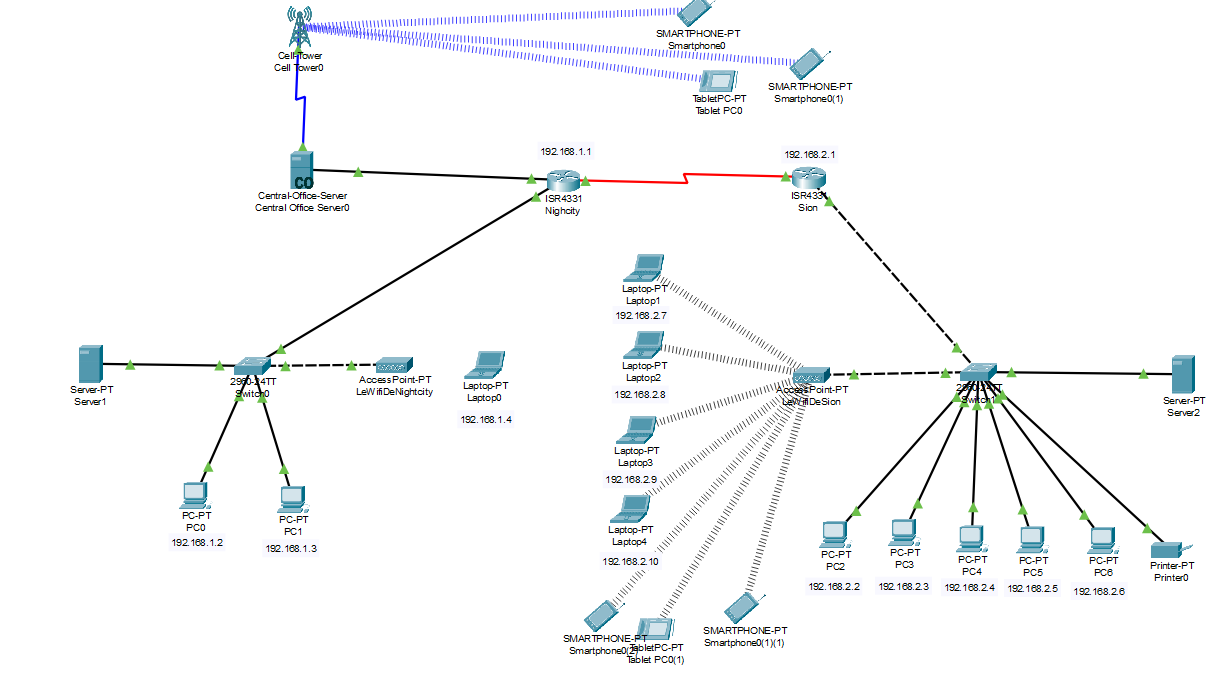 SMARTPHONE-PT
Smartphone0
Cell-Tower
Cell Tower0
SMARTPHONE-PT
Smartphone0(1)
TabletPC-PT
Tablet PC0
192.168.1.1
192.168.2.1
CO
Central-Office-Server
Central Office Server0
ISR4331
Nighcity
ISR4331
Sion
Laptop-PT
Laptop1
192.168.2.7
Laptop-PT
Laptop2
192.168.2.8
Server-PT
Server1
2960-24TT
Switch0
AccessPoint-PT
LeWifiDeNightcity
Laptop-PT
Laptop0
192.168.1.4
AccessPoint-PT
LeWifiDeSion
2960-24TT
Switch1
Server-PT
Server2
Laptop-PT
Laptop3
192.168.2.9
Laptop-PT
Laptop4
192.168.2.10
PC-PT
PC0
192.168.1.2
PC-PT
PC1
192.168.1.3
PC-PT
PC2
192.168.2.2
PC-PT
PC3
192.168.2.3
PC-PT
PC4
192.168.2.4
PC-PT
PC5
192.168.2.5
PC-PT
PC6
192.168.2.6
Printer-PT
Printer0
SMARTPHONE-PT
Smartphone0(2)
TabletPC-PT
Tablet PC0(1)
SMARTPHONE-PT
Smartphone0(1)(1)